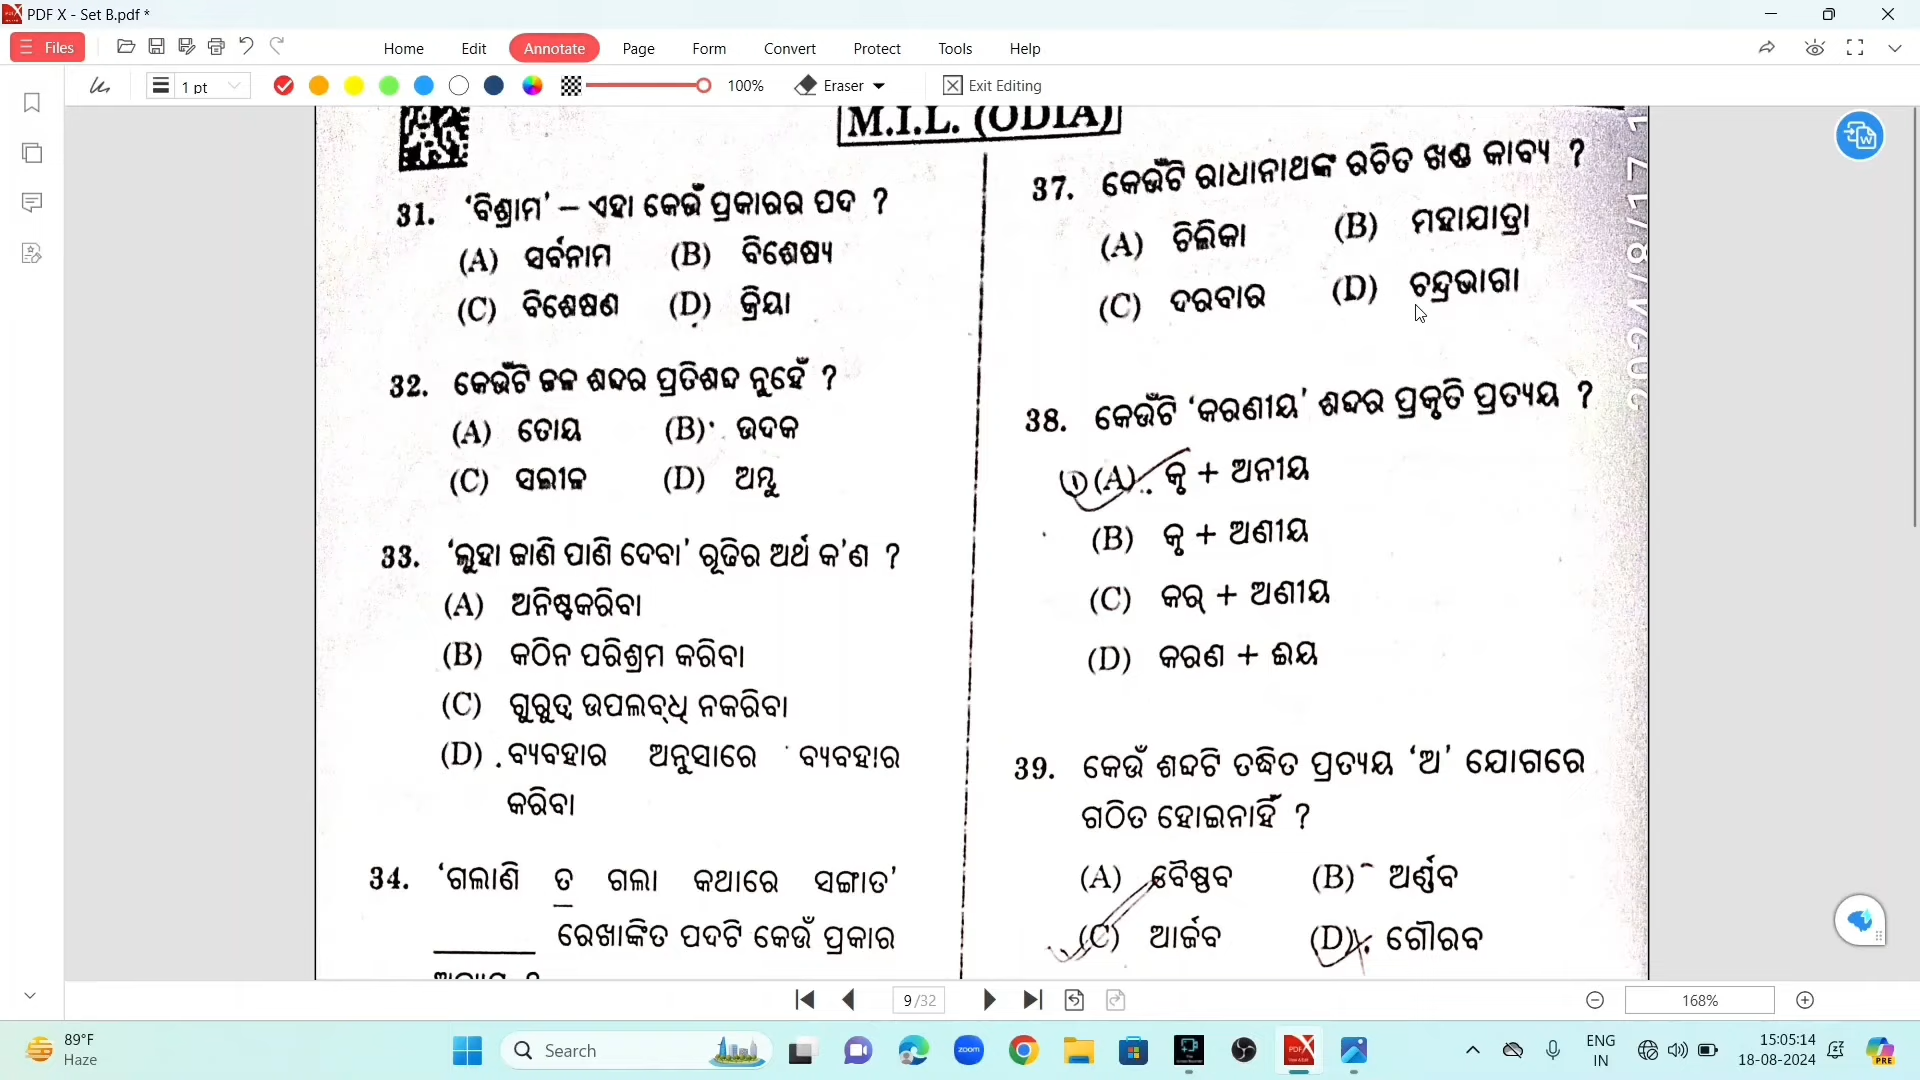 PDF X - Set B.pdf *
Files
Home Edit Annotate Page Form Convert Protect Tools Help
1 pt 100% Eraser Exit Editing
M.I.L. (ODIA)
31. 'ବିଶ୍ରାମ' – ଏହା କେଉଁ ପ୍ରକାରର ପଦ ?
(A) ସର୍ବନାମ (B) ବିଶେଷ୍ୟ
(C) ବିଶେଷଣ (D) କ୍ରିୟା
32. କେଉଁଟି ଜଳ ଶବ୍ଦର ପ୍ରତିଶବ୍ଦ ନୁହେଁ ?
(A) ତୋୟ (B) ଉଦକ
(C) ସଲୀଳ (D) ଅମ୍ବୁ
33. 'ଲୁହା ଜାଣି ପାଣି ଦେବା' ରୂଢିର ଅର୍ଥ କ'ଣ ?
(A) ଅନିଷ୍ଟକରିବା
(B) କଠିନ ପରିଶ୍ରମ କରିବା
(C) ଗୁରୁତ୍ୱ ଉପଲବ୍ଧି ନକରିବା
(D) ବ୍ୟବହାର ଅନୁସାରେ ବ୍ୟବହାର
କରିବା
34. 'ଗଲାଣି ତ ଗଲା କଥାରେ ସଙ୍ଗାତ'
ରେଖାଙ୍କିତ ପଦଟି କେଉଁ ପ୍ରକାର
37. କେଉଁଟି ରାଧାନାଥଙ୍କ ରଚିତ ଖଣ୍ଡ କାବ୍ୟ ?
(A) ଚିଲିକା (B) ମହାଯାତ୍ରା
(C) ଦରବାର (D) ଚନ୍ଦ୍ରଭାଗା
38. କେଉଁଟି 'କରଣୀୟ' ଶବ୍ଦର ପ୍ରକୃତି ପ୍ରତ୍ୟୟ ?
(A) କୃ + ଅନୀୟ
(B) କୃ + ଅଣୀୟ
(C) କର୍ + ଅଣୀୟ
(D) କରଣ + ଈୟ
39. କେଉଁ ଶବ୍ଦଟି ତଦ୍ଧିତ ପ୍ରତ୍ୟୟ 'ଅ' ଯୋଗରେ
ଗଠିତ ହୋଇନାହିଁ ?
(A) ବୈଷ୍ଣବ (B) ଅର୍ଣ୍ଣବ
(C) ଆର୍ଜବ (D) ଗୌରବ
9 /32
168%
89°F
Haze
Search
zoom
ENG
IN
15:05:14
18-08-2024
PRE